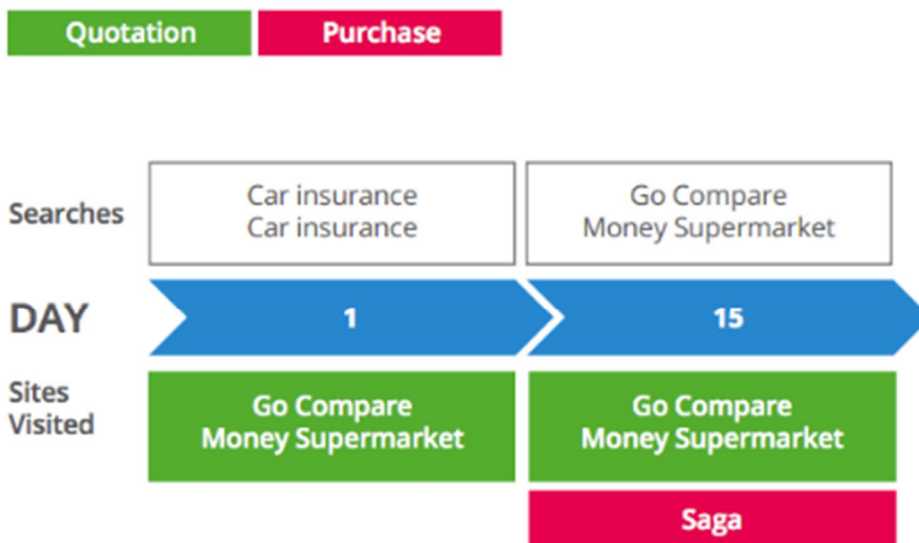 Quotation Purchase
Searches
Car insurance
Car insurance
Go Compare
Money Supermarket
DAY 1 15
Sites
Visited
Go Compare
Money Supermarket
Go Compare
Money Supermarket
Saga